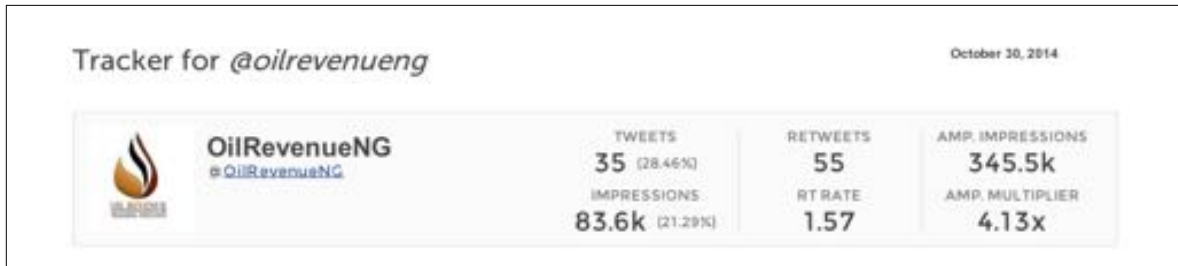 Tracker for @oilrevenueng
October 30, 2014
OilRevenueNG
@OilRevenueNG
TWEETS
35 (28.46%)
IMPRESSIONS
83.6k (21.29%)
RETWEETS
55
RT RATE
1.57
AMP. IMPRESSIONS
345.5k
AMP. MULTIPLIER
4.13x